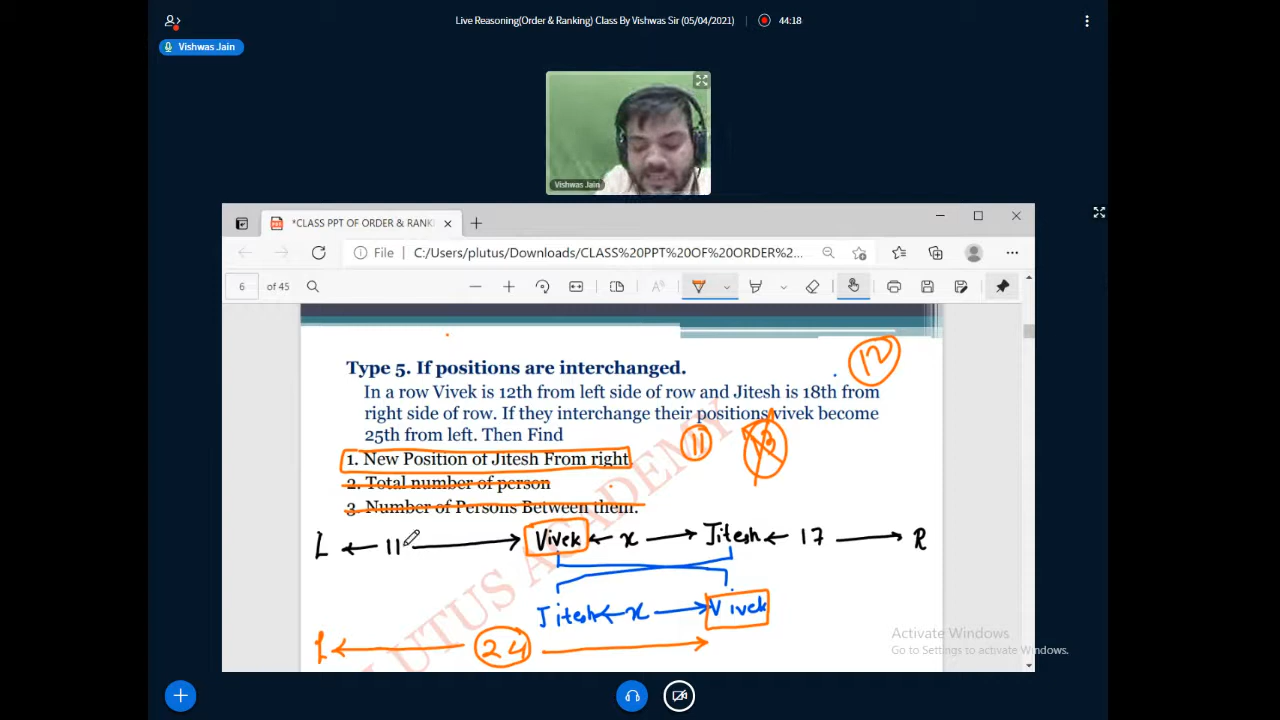 Live Reasoning(Order & Ranking) Class By Vishwas Sir (05/04/2021)
44:18
Vishwas Jain
Vishwas Jain
*CLASS PPT OF ORDER & RANKI
File
C:/Users/plutus/Downloads/CLASS%20PPT%20OF%20ORDER%2...
6 of 45
12
Type 5. If positions are interchanged.
In a row Vivek is 12th from left side of row and Jitesh is 18th from
right side of row. If they interchange their positions vivek become
25th from left. Then Find
11
1. New Position of Jitesh From right
2. Total number of person
3. Number of Persons Between them.
L 11 Vivek x Jitesh 17 R
Jitesh x Vivek
L 24
LUTUS ACADEMY
Activate Windows
Go to Settings to activate Windows.